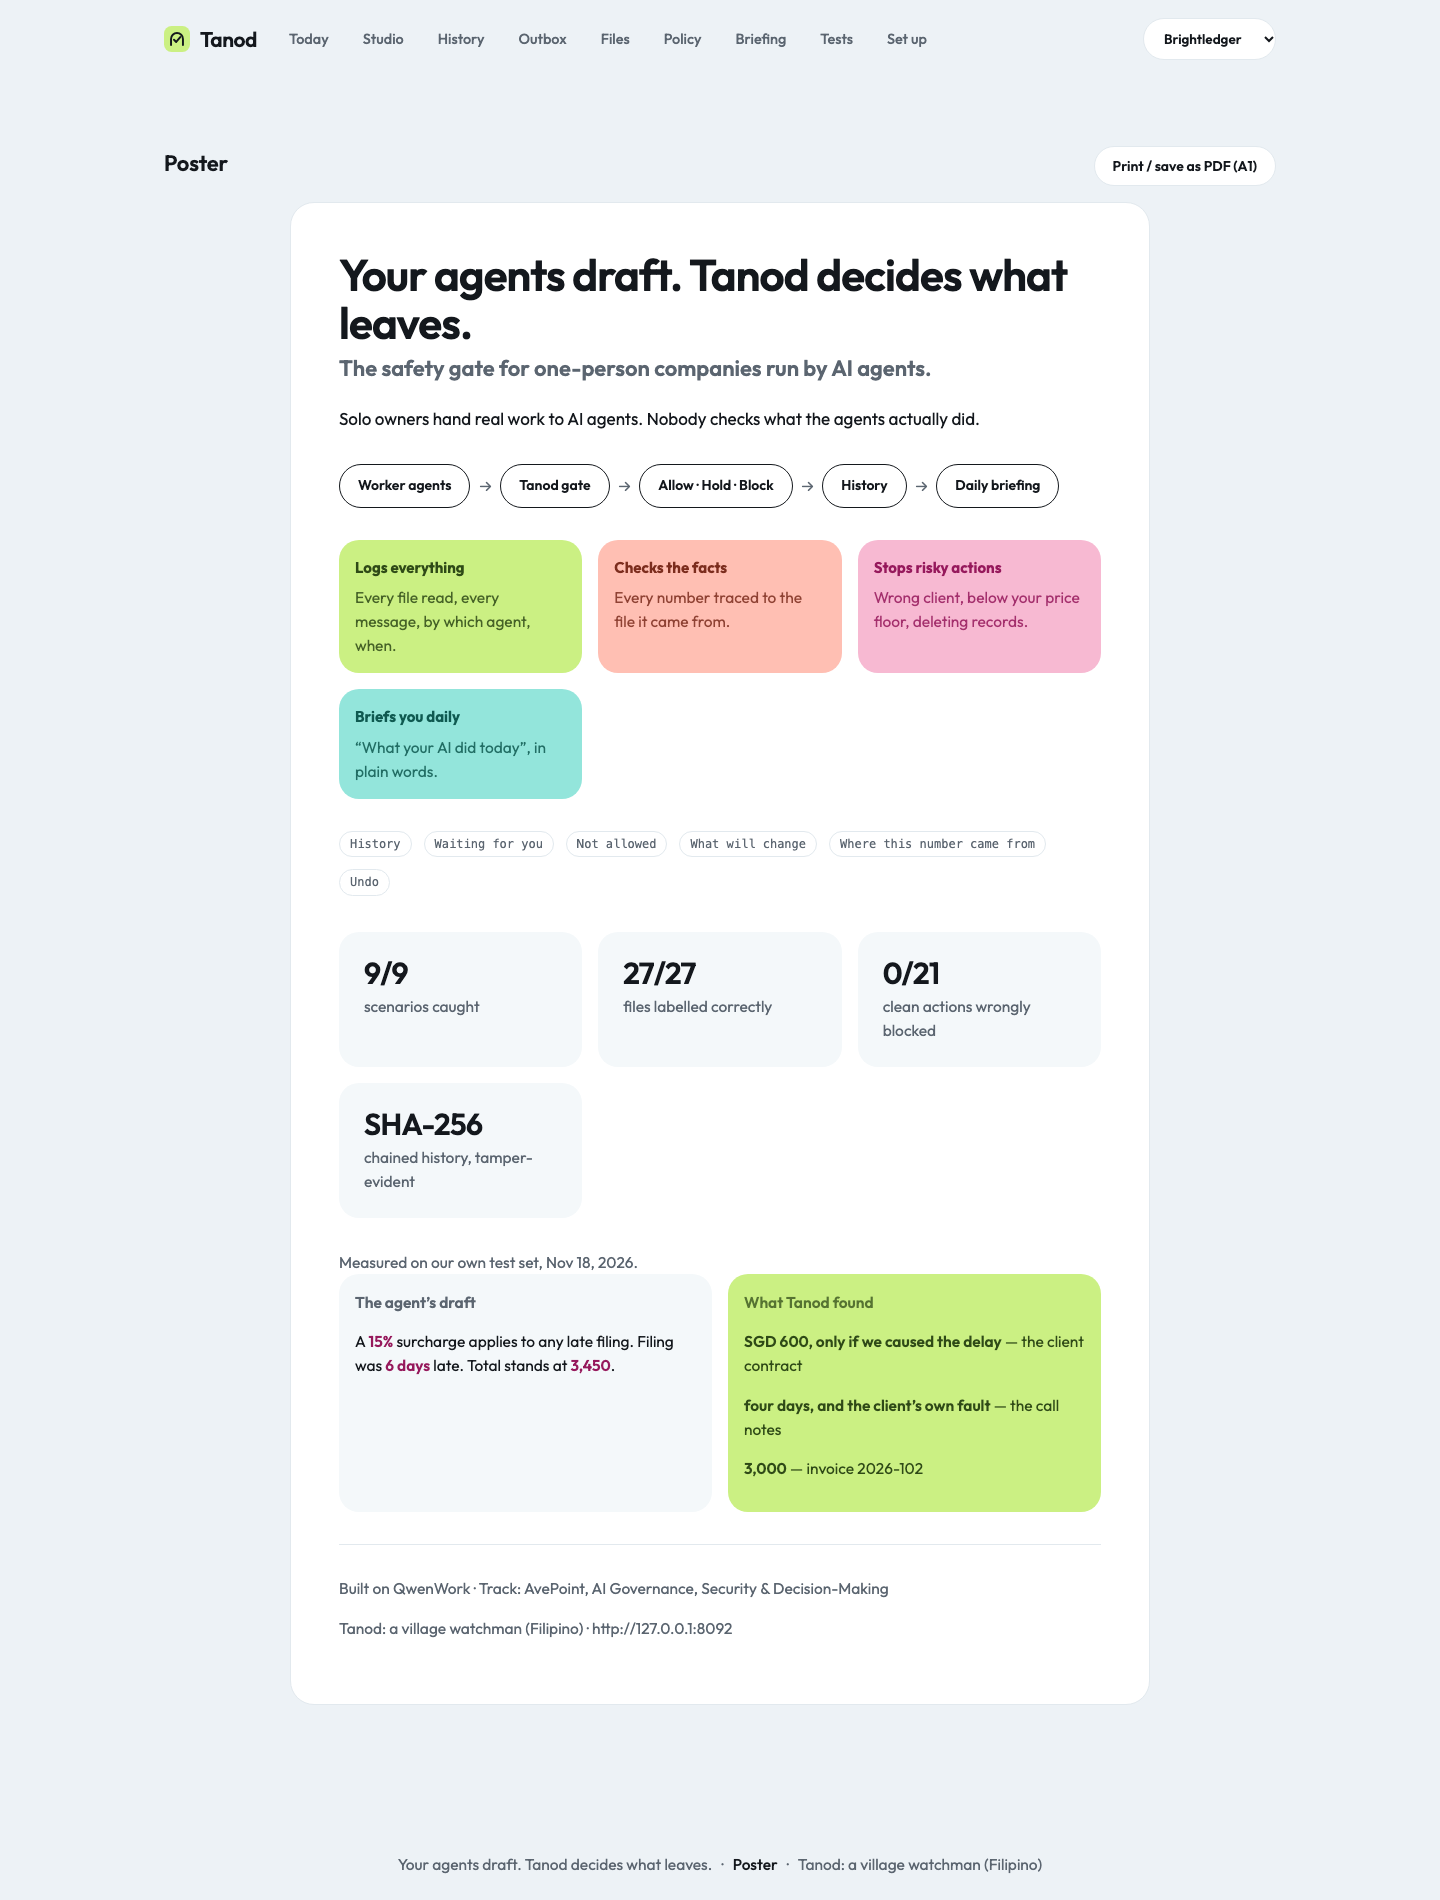 Tanod
Today
Studio
History
Outbox
Files
Policy
Briefing
Tests
Set up
Brightledger
Poster
Print / save as PDF (A1)
Your agents draft. Tanod decides what
leaves.
The safety gate for one-person companies run by AI agents.
Solo owners hand real work to AI agents. Nobody checks what the agents actually did.
Worker agents → Tanod gate → Allow · Hold · Block → History → Daily briefing
Logs everything
Every file read, every
message, by which agent,
when.
Checks the facts
Every number traced to the
file it came from.
Stops risky actions
Wrong client, below your price
floor, deleting records.
Briefs you daily
“What your AI did today”, in
plain words.
History
Waiting for you
Not allowed
What will change
Where this number came from
Undo
9/9
scenarios caught
27/27
files labelled correctly
0/21
clean actions wrongly
blocked
SHA-256
chained history, tamper-
evident
Measured on our own test set, Nov 18, 2026.
The agent’s draft
A 15% surcharge applies to any late filing. Filing
was 6 days late. Total stands at 3,450.
What Tanod found
SGD 600, only if we caused the delay — the client
contract
four days, and the client’s own fault — the call
notes
3,000 — invoice 2026-102
Built on QwenWork · Track: AvePoint, AI Governance, Security & Decision-Making
Tanod: a village watchman (Filipino) · http://127.0.0.1:8092
Your agents draft. Tanod decides what leaves. · Poster · Tanod: a village watchman (Filipino)